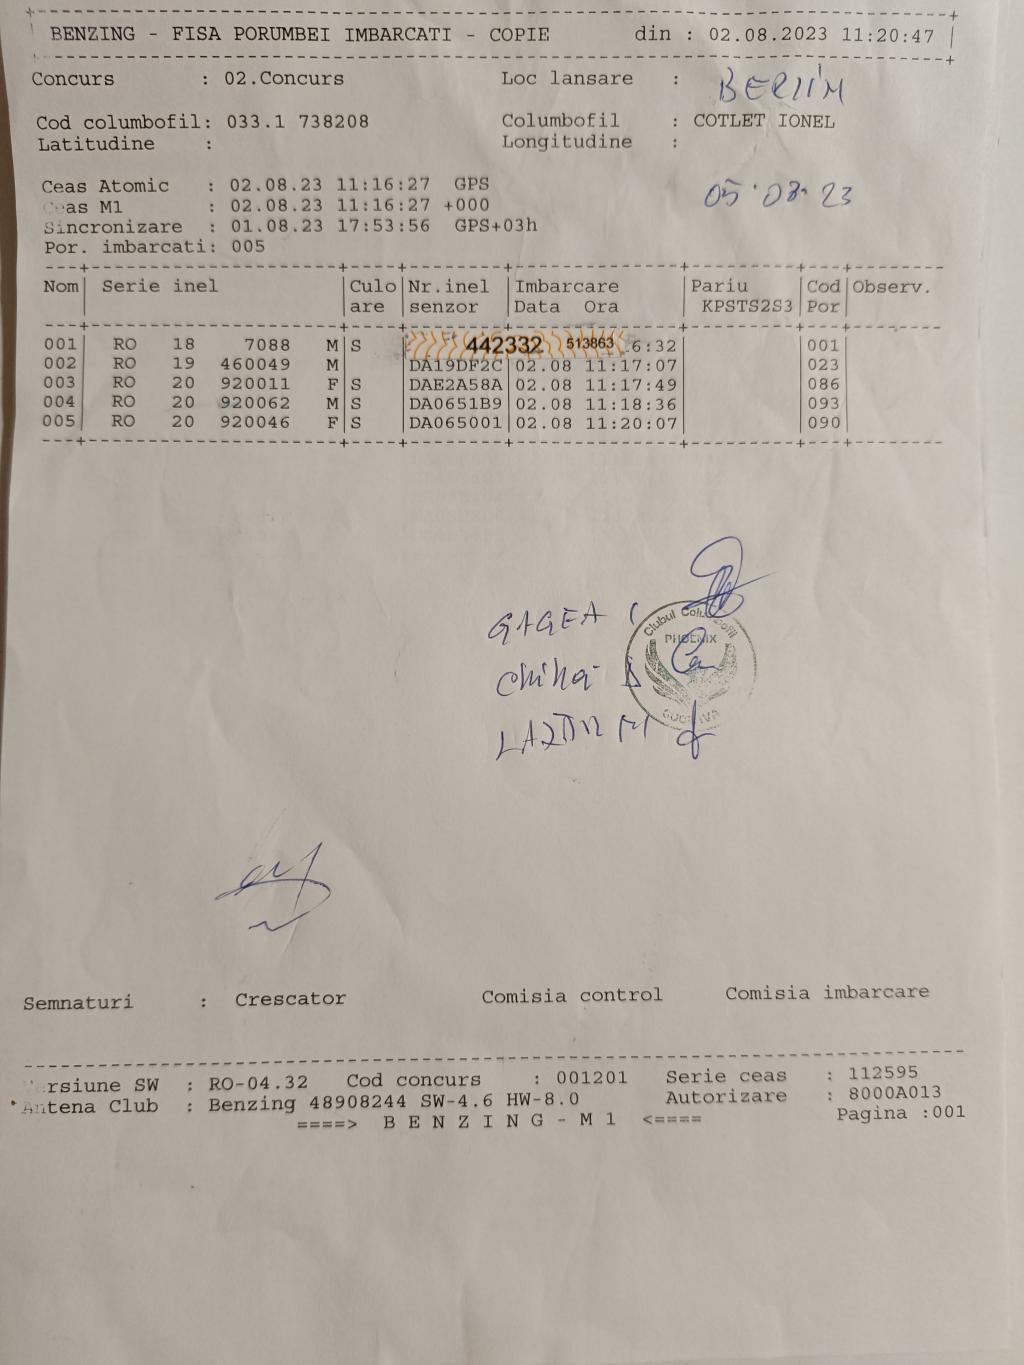 BENZING - FISA PORUMBEI IMBARCATI - COPIE din : 02.08.2023 11:20:47
Concurs : 02.Concurs Loc lansare : BERLIN
Cod columbofil: 033.1 738208 Columbofil : COTLET IONEL
Latitudine : Longitudine :
Ceas Atomic : 02.08.23 11:16:27 GPS
05.08.23
Ceas M1 : 02.08.23 11:16:27 +000
Sincronizare : 01.08.23 17:53:56 GPS+03h
Por. imbarcati: 005
Nom Serie inel Culo Nr.inel Imbarcare Pariu Cod Observ.
are senzor Data Ora KPSTS2S3 Por
001 RO 18 7088 M S 442332 513863 6:32 001
002 RO 19 460049 M DA19DF2C 02.08 11:17:07 023
003 RO 20 920011 F S DAE2A58A 02.08 11:17:49 086
004 RO 20 920062 M S DA0651B9 02.08 11:18:36 093
005 RO 20 920046 F S DA065001 02.08 11:20:07 090
GAGEA
Clubul Columbofil
PHOENIX
SUCEAVA
LAZAR M
Semnaturi : Crescator Comisia control Comisia imbarcare
Versiune SW : RO-04.32 Cod concurs : 001201 Serie ceas : 112595
Antena Club : Benzing 48908244 SW-4.6 HW-8.0 Autorizare : 8000A013
====> B E N Z I N G - M 1 <==== Pagina :001